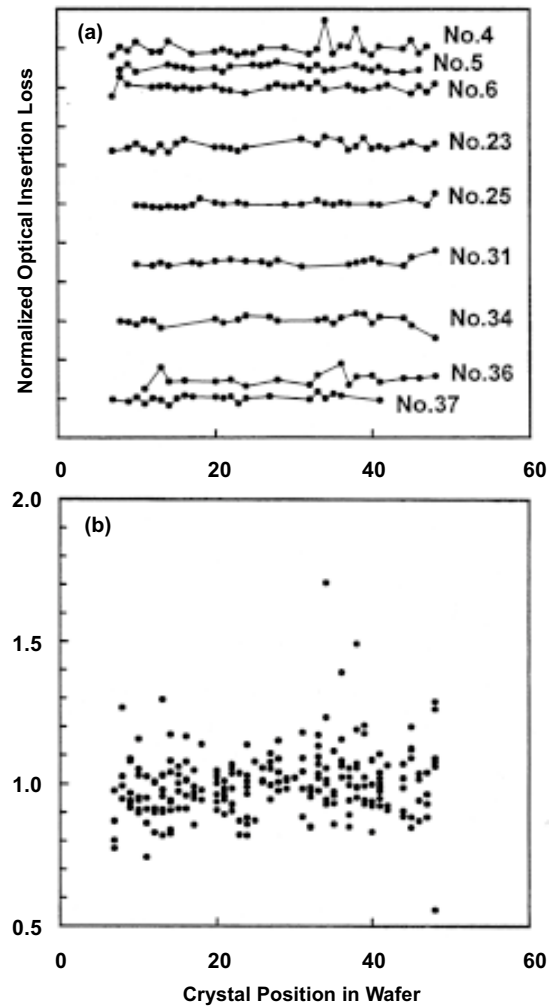 (a)
No.4
No.5
No.6
No.23
No.25
No.31
No.34
No.36
No.37
Normalized Optical Insertion Loss
0 20 40 60
2.0
(b)
1.5
1.0
0.5
0 20 40 60
Crystal Position in Wafer